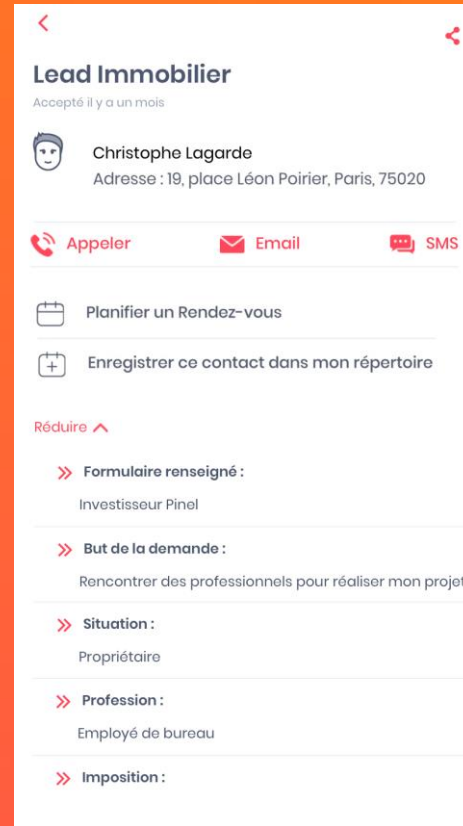 Lead Immobilier
Accepté il y a un mois
Christophe Lagarde
Adresse : 19, place Léon Poirier, Paris, 75020
Appeler
Email
SMS
Planifier un Rendez-vous
Enregistrer ce contact dans mon répertoire
Réduire
Formulaire renseigné :
Investisseur Pinel
But de la demande :
Rencontrer des professionnels pour réaliser mon projet
Situation :
Propriétaire
Profession :
Employé de bureau
Imposition :